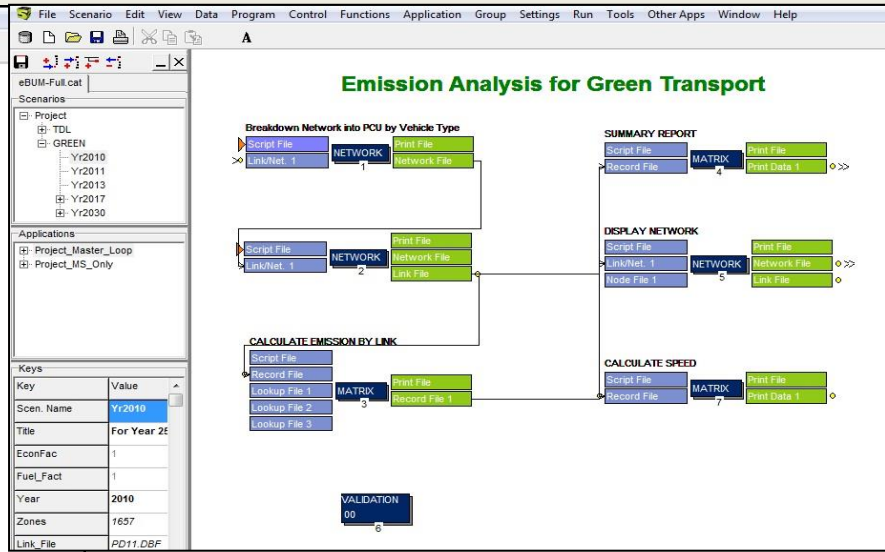 File Scenario Edit View Data Program Control Functions Application Group Settings Run Tools Other Apps Window Help
A
eBUM-Full.cat
Scenarios
Project
TDL
GREEN
Yr2010
Yr2011
Yr2013
Yr2017
Yr2030
Applications
Project_Master_Loop
Project_MS_Only
Keys
Key Value
Scen. Name Yr2010
Title For Year 25
EconFac 1
Fuel_Fact 1
Year 2010
Zones 1657
Link_File PD11.DBF
Emission Analysis for Green Transport
Breakdown Network into PCU by Vehicle Type
Script File
Link/Net. 1
NETWORK
1
Print File
Network File
Script File
Link/Net. 1
NETWORK
2
Print File
Network File
Link File
CALCULATE EMISSION BY LINK
Script File
Record File
Lookup File 1
Lookup File 2
Lookup File 3
MATRIX
3
Print File
Record File 1
VALIDATION
00
6
SUMMARY REPORT
Script File
Record File
MATRIX
4
Print File
Print Data 1
DISPLAY NETWORK
Script File
Link/Net. 1
Node File 1
NETWORK
5
Print File
Network File
Link File
CALCULATE SPEED
Script File
Record File
MATRIX
7
Print File
Print Data 1